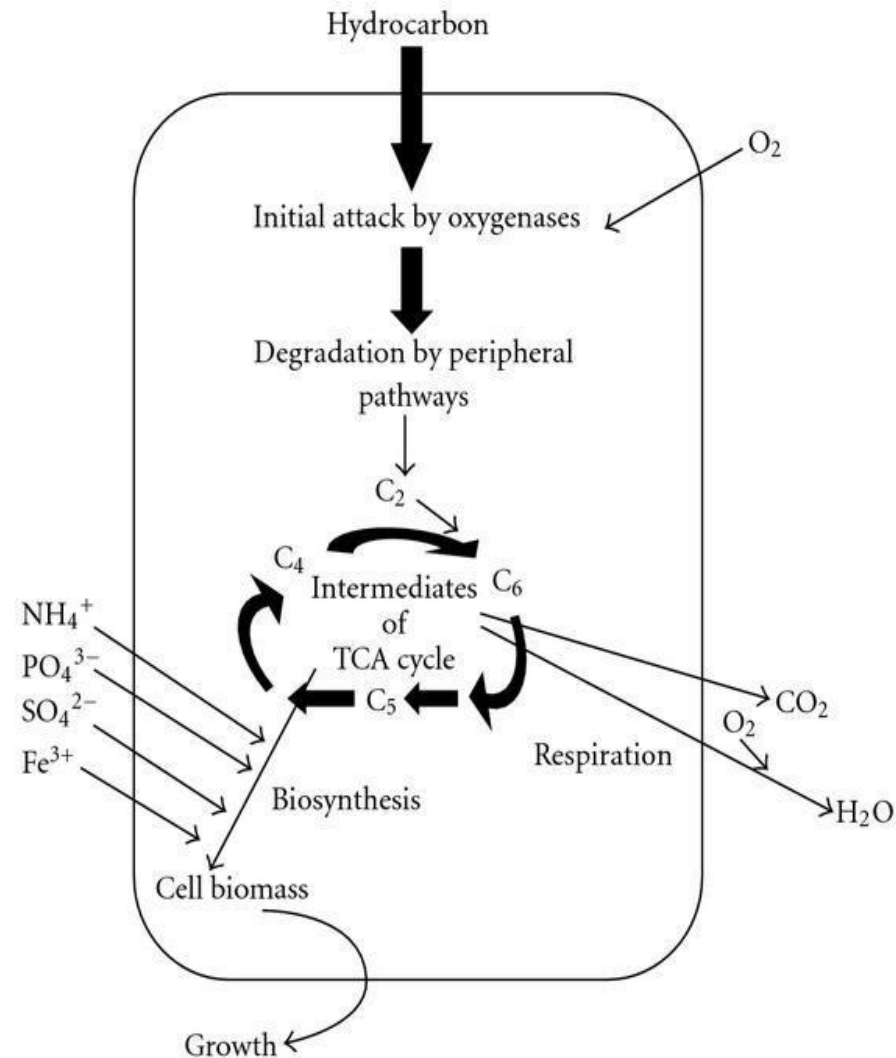 Hydrocarbon
O₂
Initial attack by oxygenases
Degradation by peripheral
pathways
C₂
C₄
C₆
Intermediates
of
TCA cycle
C₅
NH₄⁺
PO₄³⁻
SO₄²⁻
Fe³⁺
CO₂
O₂
Respiration
H₂O
Biosynthesis
Cell biomass
Growth